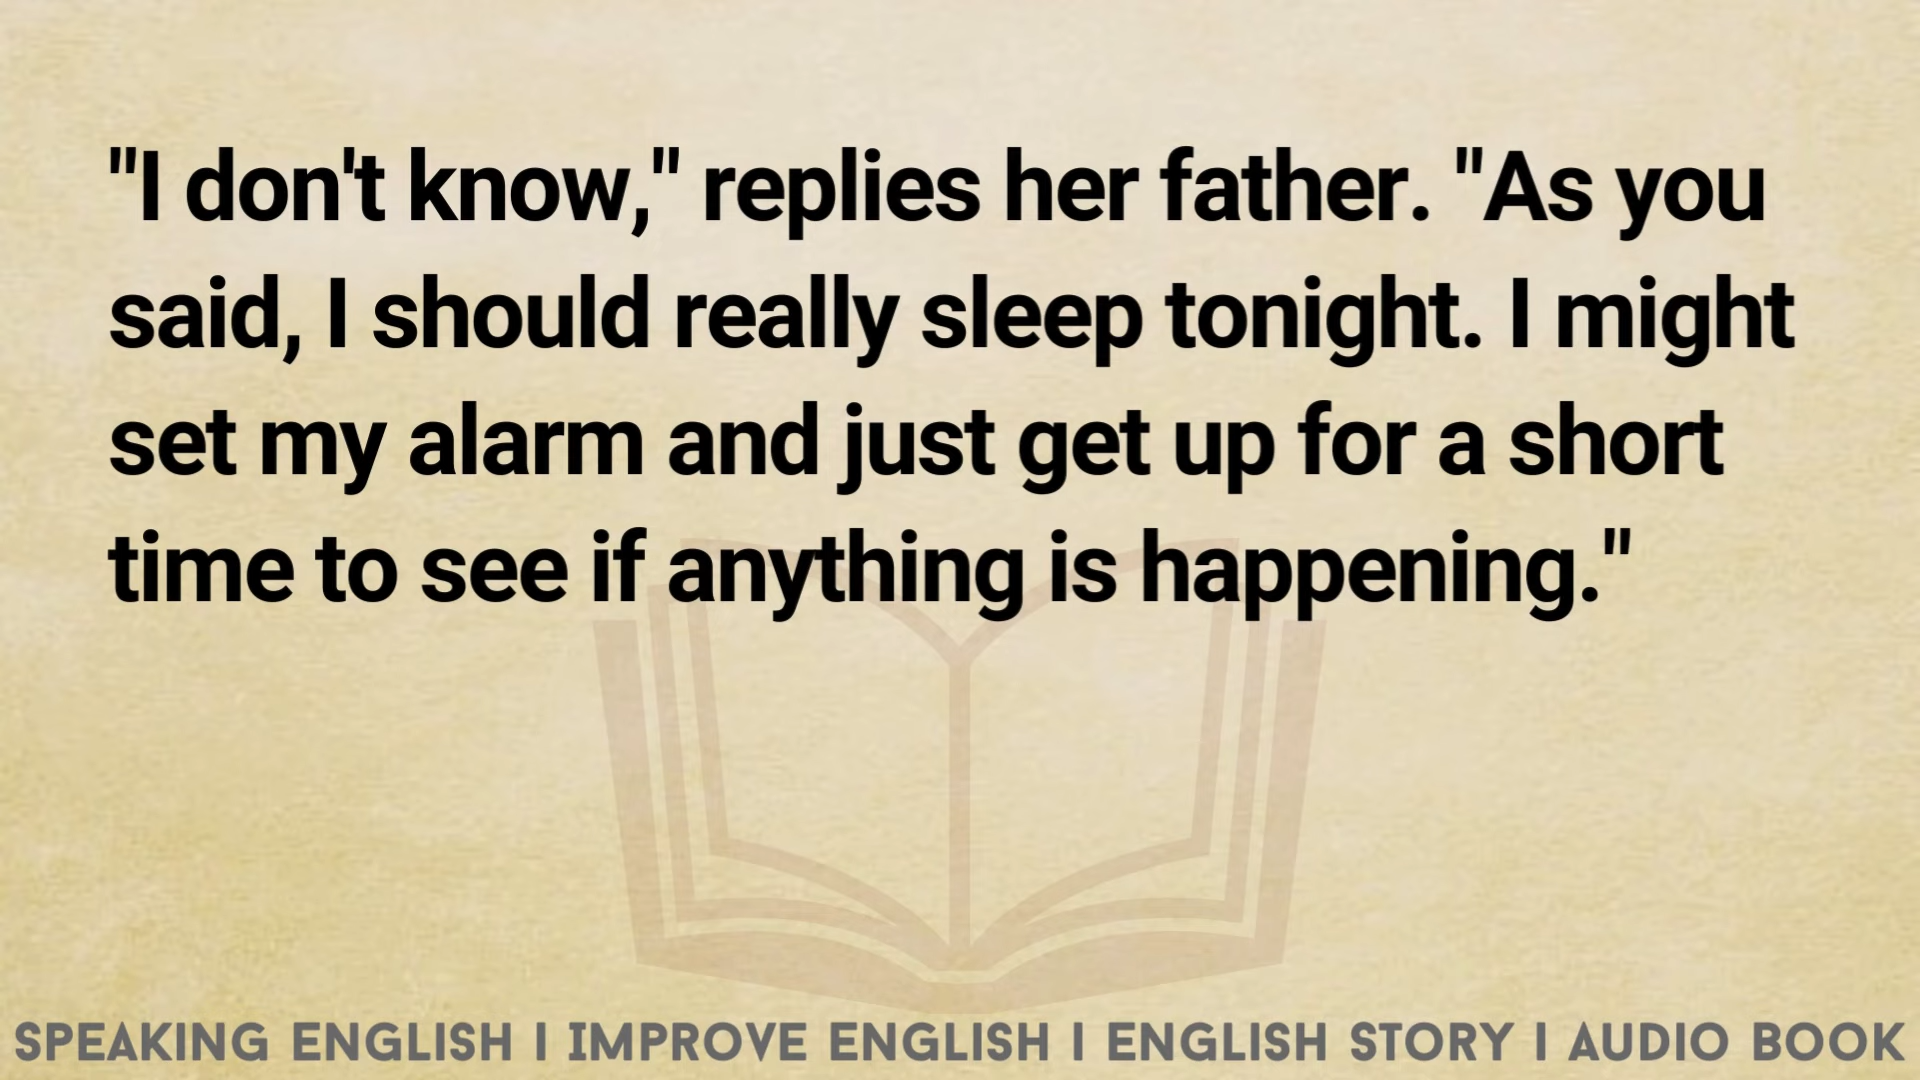 "I don't know," replies her father. "As you
said, I should really sleep tonight. I might
set my alarm and just get up for a short
time to see if anything is happening."
SPEAKING ENGLISH I IMPROVE ENGLISH I ENGLISH STORY I AUDIO BOOK